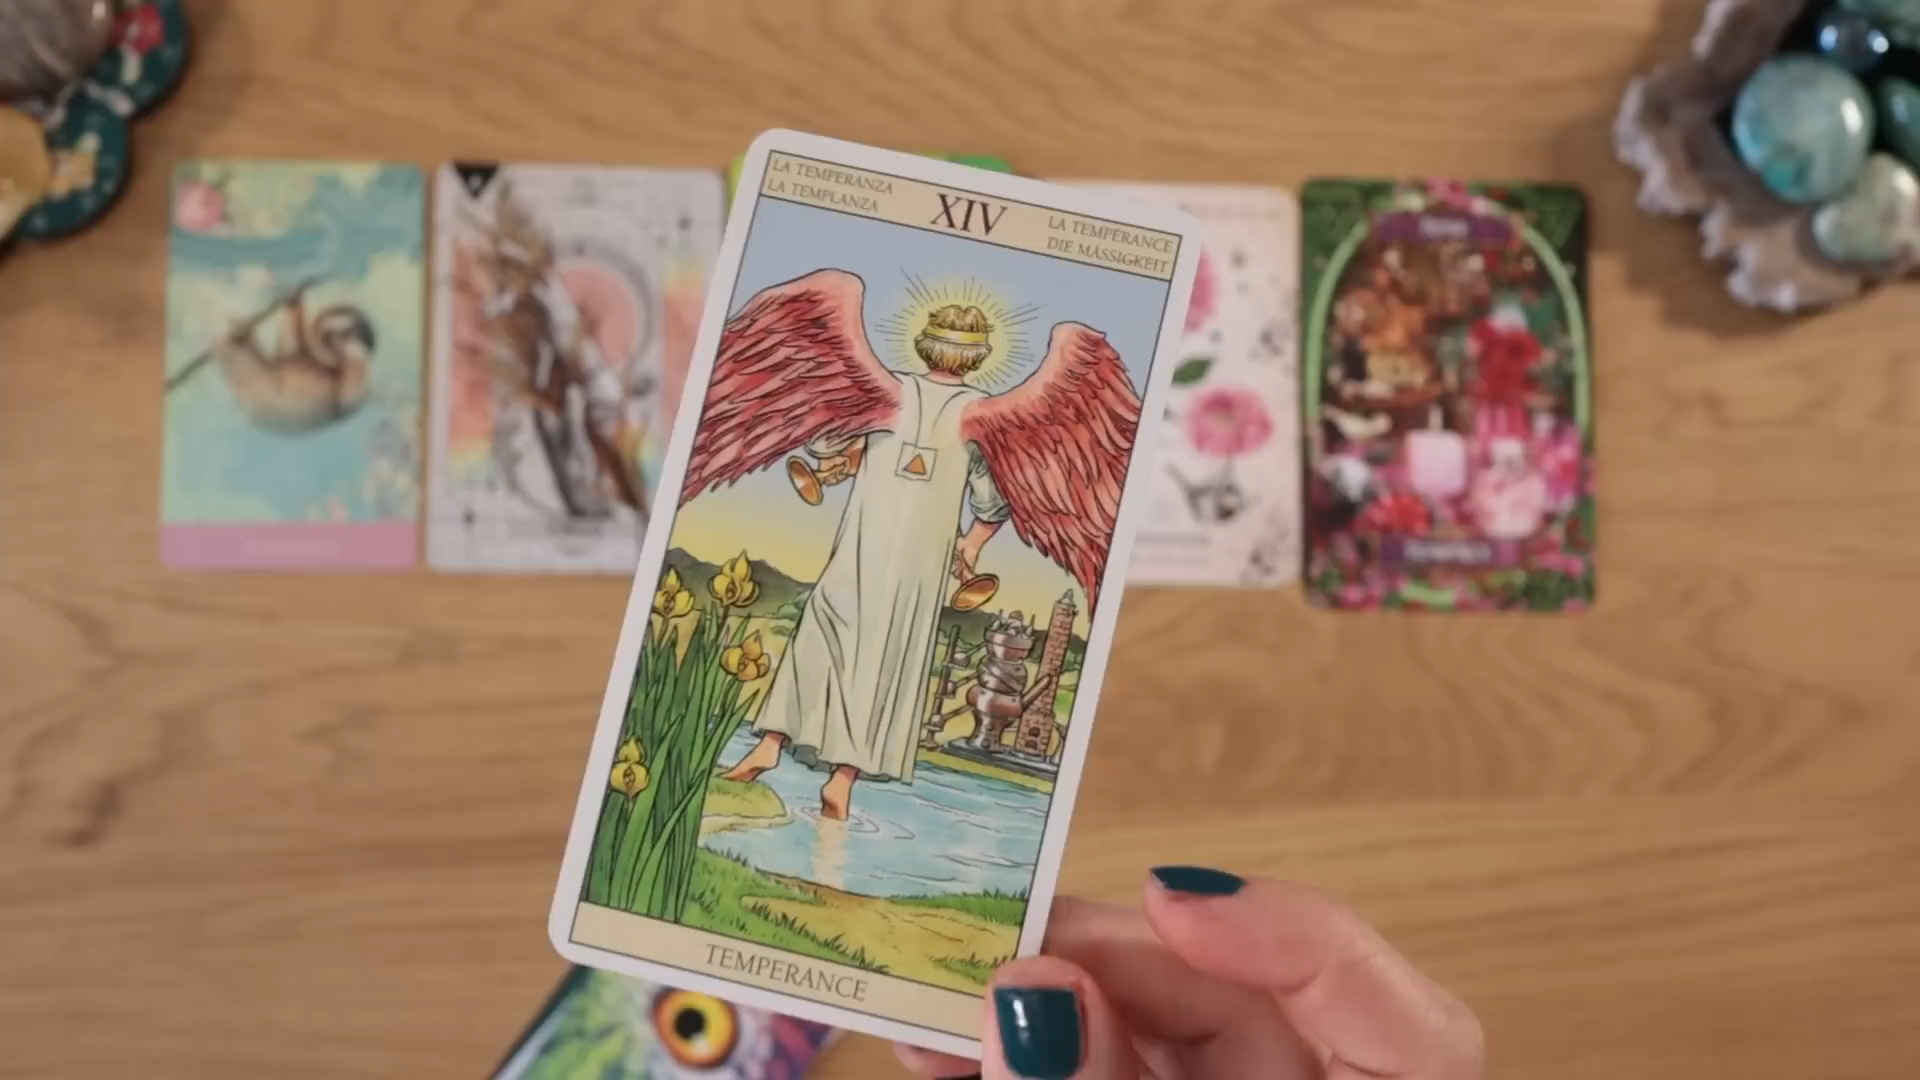 LA TEMPERANZA
LA TEMPLANZA
XIV
LA TEMPÉRANCE
DIE MÄSSIGKEIT
TEMPERANCE